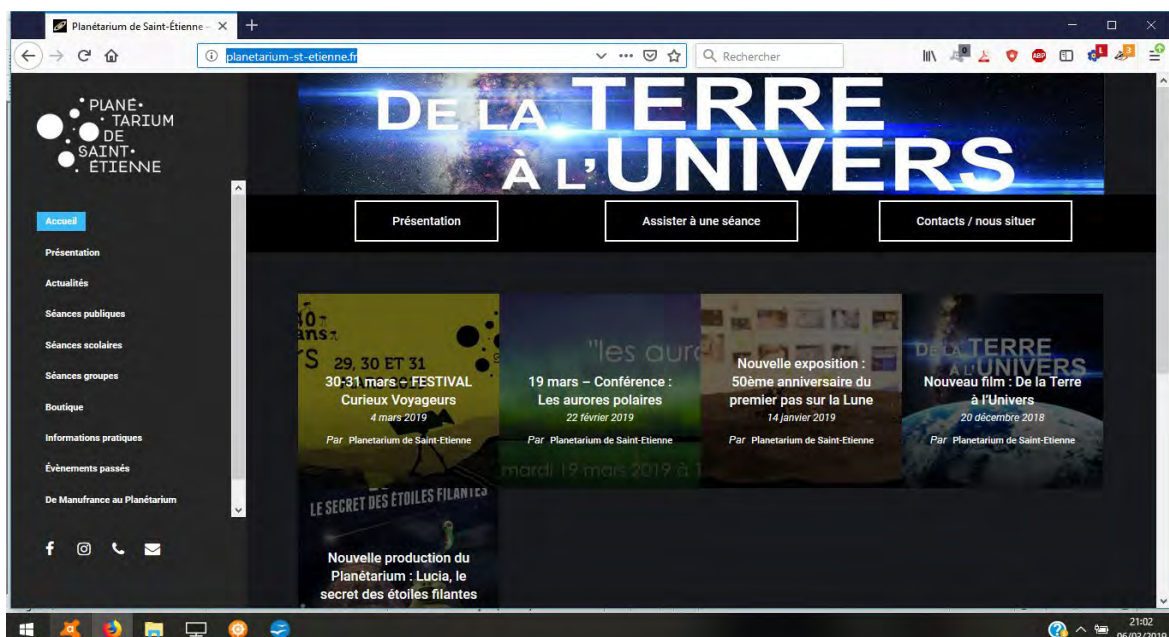 Planétarium de Saint-Étienne –
planetarium-st-etienne.fr
Rechercher
ABP
PLANÉ•
• TARIUM
DE
SAINT•
• ÉTIENNE
Accueil
Présentation
Actualités
Séances publiques
Séances scolaires
Séances groupes
Boutique
Informations pratiques
Évènements passés
De Manufrance au Planétarium
DE LA TERRE
À L'UNIVERS
Présentation
Assister à une séance
Contacts / nous situer
40
ans
29, 30 ET 31
30-31 mars – FESTIVAL
Curieux Voyageurs
4 mars 2019
Par Planetarium de Saint-Etienne
"les auro
19 mars – Conférence :
Les aurores polaires
22 février 2019
Par Planetarium de Saint-Etienne
mardi 19 mars 2019 à 1
Nouvelle exposition :
50ème anniversaire du
premier pas sur la Lune
14 janvier 2019
Par Planetarium de Saint-Etienne
DE LA TERRE
À L'UNIVERS
Nouveau film : De la Terre
à l'Univers
20 décembre 2018
Par Planetarium de Saint-Etienne
LE SECRET DES ÉTOILES FILANTES
Nouvelle production du
Planétarium : Lucia, le
secret des étoiles filantes
21:02